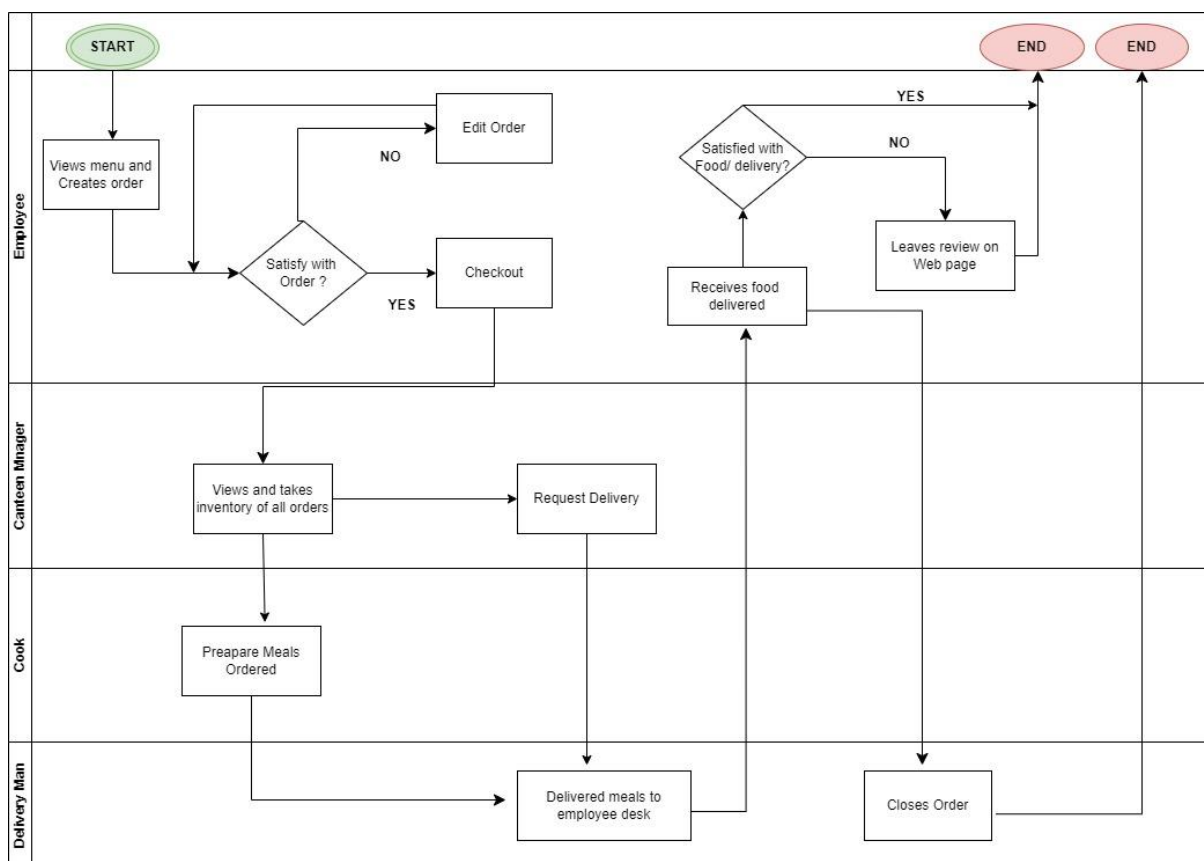 START
END
END
Employee
Views menu and
Creates order
Edit Order
NO
Satisfy with
Order ?
YES
Checkout
Satisfied with
Food/ delivery?
YES
NO
Leaves review on
Web page
Receives food
delivered
Canteen Mnager
Views and takes
inventory of all orders
Request Delivery
Cook
Preapare Meals
Ordered
Delivery Man
Delivered meals to
employee desk
Closes Order